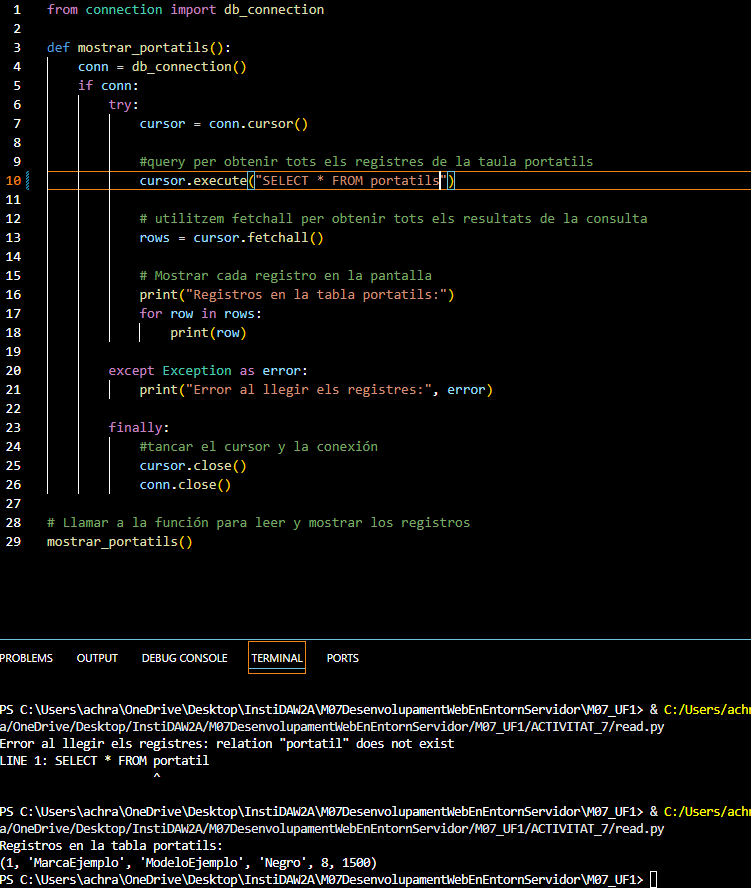 1 from connection import db_connection
2
3 def mostrar_portatils():
4 conn = db_connection()
5 if conn:
6 try:
7 cursor = conn.cursor()
8
9 #query per obtenir tots els registres de la taula portatils
10 cursor.execute("SELECT * FROM portatils")
11
12 # utilitzem fetchall per obtenir tots els resultats de la consulta
13 rows = cursor.fetchall()
14
15 # Mostrar cada registro en la pantalla
16 print("Registros en la tabla portatils:")
17 for row in rows:
18 print(row)
19
20 except Exception as error:
21 print("Error al llegir els registres:", error)
22
23 finally:
24 #tancar el cursor y la conexión
25 cursor.close()
26 conn.close()
27
28 # Llamar a la función para leer y mostrar los registros
29 mostrar_portatils()
PROBLEMS OUTPUT DEBUG CONSOLE TERMINAL PORTS
PS C:\Users\achra\OneDrive\Desktop\InstiDAW2A\M07DesenvolupamentWebEnEntornServidor\M07_UF1> & C:/Users/achr
a/OneDrive/Desktop/InstiDAW2A/M07DesenvolupamentWebEnEntornServidor/M07_UF1/ACTIVITAT_7/read.py
Error al llegir els registres: relation "portatil" does not exist
LINE 1: SELECT * FROM portatil
^
PS C:\Users\achra\OneDrive\Desktop\InstiDAW2A\M07DesenvolupamentWebEnEntornServidor\M07_UF1> & C:/Users/achr
a/OneDrive/Desktop/InstiDAW2A/M07DesenvolupamentWebEnEntornServidor/M07_UF1/ACTIVITAT_7/read.py
Registros en la tabla portatils:
(1, 'MarcaEjemplo', 'ModeloEjemplo', 'Negro', 8, 1500)
PS C:\Users\achra\OneDrive\Desktop\InstiDAW2A\M07DesenvolupamentWebEnEntornServidor\M07_UF1>